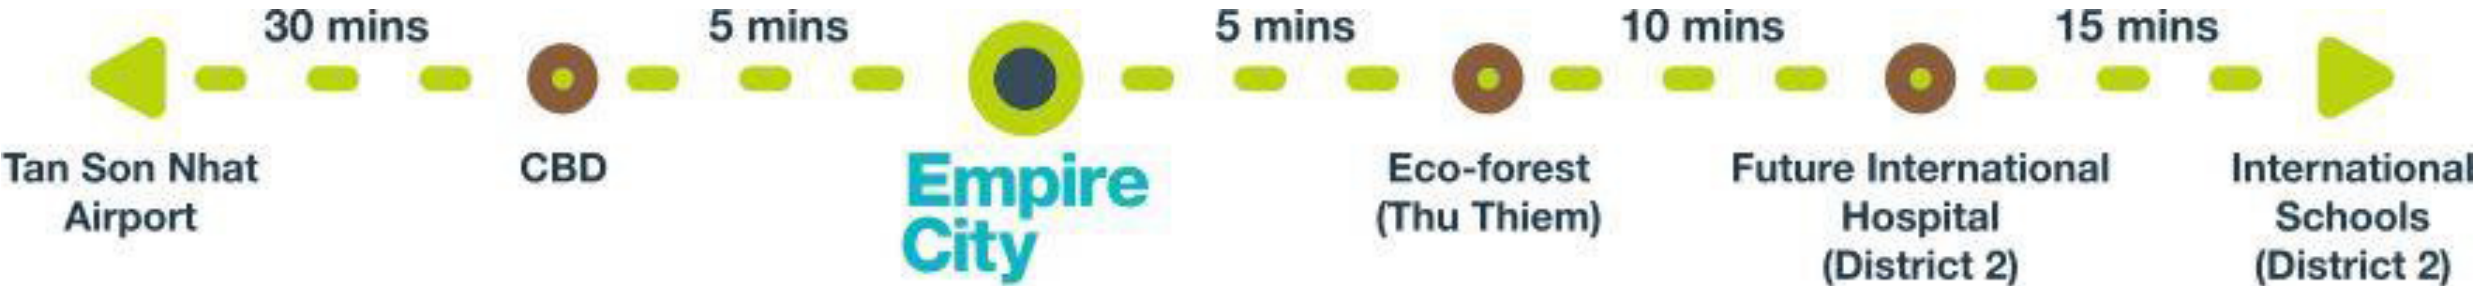 30 mins
5 mins
5 mins
10 mins
15 mins
Tan Son Nhat
Airport
CBD
Empire
City
Eco-forest
(Thu Thiem)
Future International
Hospital
(District 2)
International
Schools
(District 2)